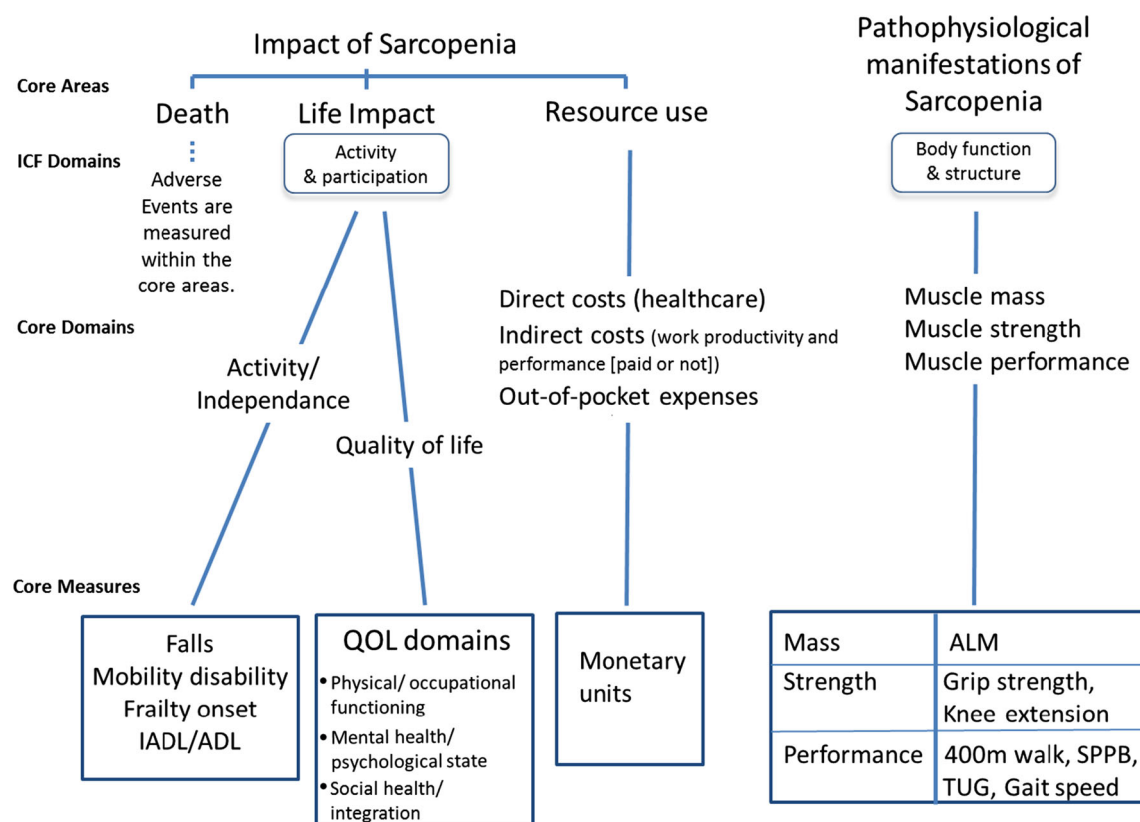 Impact of Sarcopenia
Pathophysiological
manifestations of
Sarcopenia
Core Areas
Death
Life Impact
Resource use
ICF Domains
Activity
& participation
Body function
& structure
Adverse
Events are
measured
within the
core areas.
Core Domains
Activity/
Independance
Quality of life
Direct costs (healthcare)
Indirect costs (work productivity and
performance [paid or not])
Out-of-pocket expenses
Muscle mass
Muscle strength
Muscle performance
Core Measures
Falls
Mobility disability
Frailty onset
IADL/ADL
QOL domains
• Physical/ occupational
functioning
• Mental health/
psychological state
• Social health/
integration
Monetary
units
Mass ALM
Strength Grip strength,
Knee extension
Performance 400m walk, SPPB,
TUG, Gait speed